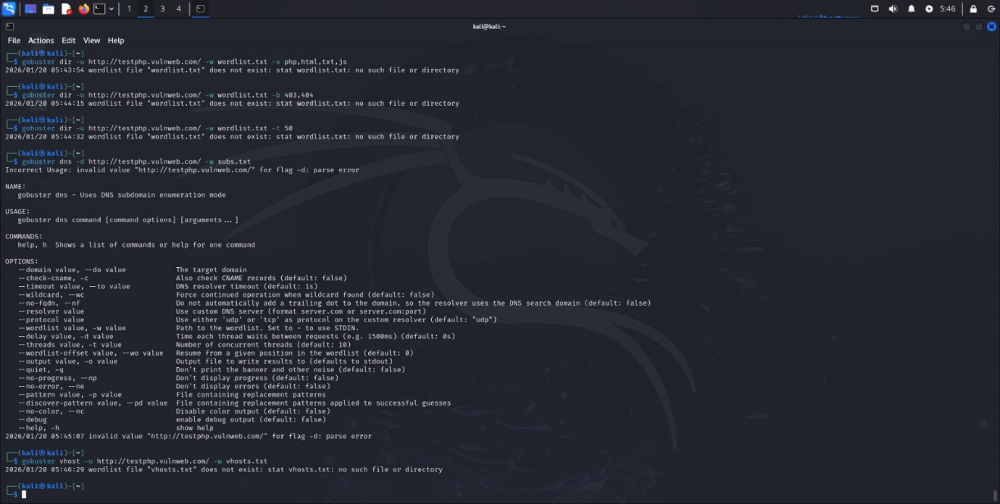 1 2 3 4
5:46
kali@kali: ~
File Actions Edit View Help
┌──(kali㉿kali)-[~]
└─$ gobuster dir -u http://testphp.vulnweb.com/ -w wordlist.txt -x php,html,txt,js
2026/01/20 05:43:54 wordlist file "wordlist.txt" does not exist: stat wordlist.txt: no such file or directory
┌──(kali㉿kali)-[~]
└─$ gobuster dir -u http://testphp.vulnweb.com/ -w wordlist.txt -b 403,404
2026/01/20 05:44:15 wordlist file "wordlist.txt" does not exist: stat wordlist.txt: no such file or directory
┌──(kali㉿kali)-[~]
└─$ gobuster dir -u http://testphp.vulnweb.com/ -w wordlist.txt -t 50
2026/01/20 05:44:32 wordlist file "wordlist.txt" does not exist: stat wordlist.txt: no such file or directory
┌──(kali㉿kali)-[~]
└─$ gobuster dns -d http://testphp.vulnweb.com/ -w subs.txt
Incorrect Usage: invalid value "http://testphp.vulnweb.com/" for flag -d: parse error
NAME:
gobuster dns - Uses DNS subdomain enumeration mode
USAGE:
gobuster dns command [command options] [arguments...]
COMMANDS:
help, h  Shows a list of commands or help for one command
OPTIONS:
--domain value, --do value The target domain
--check-cname, -c Also check CNAME records (default: false)
--timeout value, --to value DNS resolver timeout (default: 1s)
--wildcard, --wc Force continued operation when wildcard found (default: false)
--no-fqdn, --nf Do not automatically add a trailing dot to the domain, so the resolver uses the DNS search domain (default: false)
--resolver value Use custom DNS server (format server.com or server.com:port)
--protocol value Use either 'udp' or 'tcp' as protocol on the custom resolver (default: "udp")
--wordlist value, -w value Path to the wordlist. Set to - to use STDIN.
--delay value, -d value Time each thread waits between requests (e.g. 1500ms) (default: 0s)
--threads value, -t value Number of concurrent threads (default: 10)
--wordlist-offset value, --wo value Resume from a given position in the wordlist (default: 0)
--output value, -o value Output file to write results to (defaults to stdout)
--quiet, -q Don't print the banner and other noise (default: false)
--no-progress, --np Don't display progress (default: false)
--no-error, --ne Don't display errors (default: false)
--pattern value, -p value File containing replacement patterns
--discover-pattern value, --pd value File containing replacement patterns applied to successful guesses
--no-color, --nc Disable color output (default: false)
--debug enable debug output (default: false)
--help, -h show help
2026/01/20 05:45:07 invalid value "http://testphp.vulnweb.com/" for flag -d: parse error
┌──(kali㉿kali)-[~]
└─$ gobuster vhost -u http://testphp.vulnweb.com/ -w vhosts.txt
2026/01/20 05:46:29 wordlist file "vhosts.txt" does not exist: stat vhosts.txt: no such file or directory
┌──(kali㉿kali)-[~]
└─$